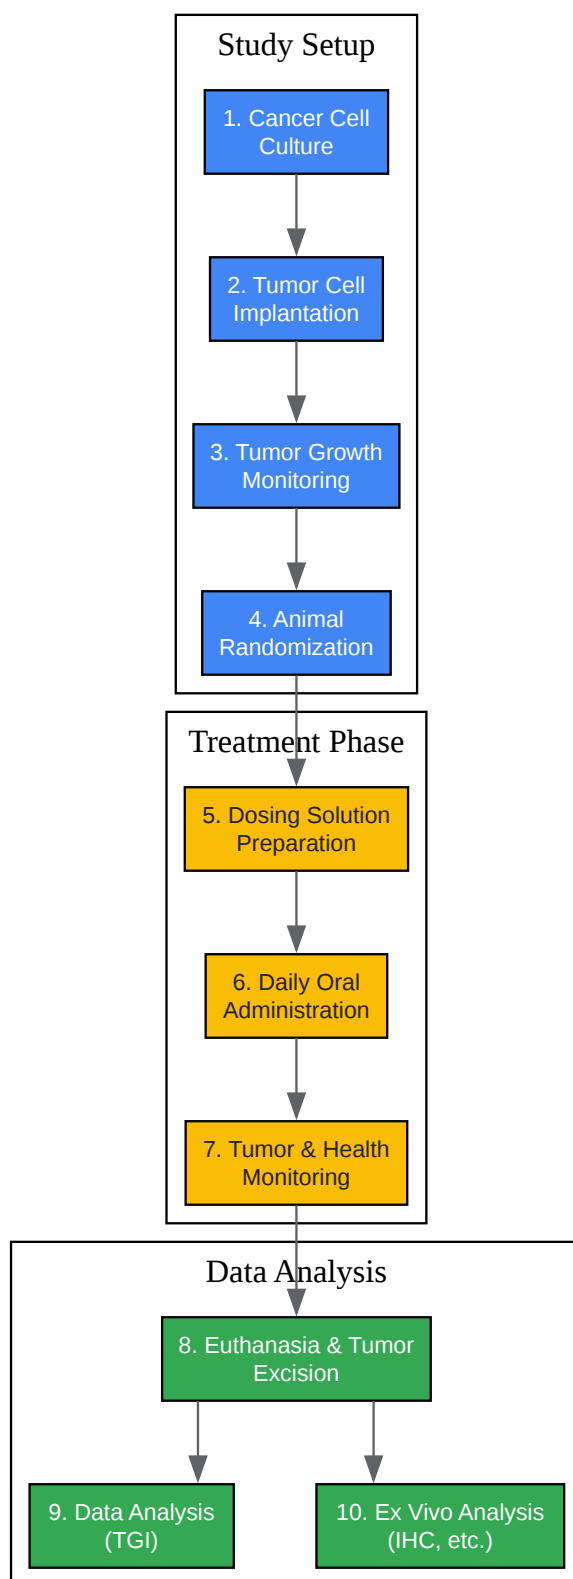 Study Setup
1. Cancer Cell
Culture
2. Tumor Cell
Implantation
3. Tumor Growth
Monitoring
4. Animal
Randomization
Treatment Phase
5. Dosing Solution
Preparation
6. Daily Oral
Administration
7. Tumor & Health
Monitoring
Data Analysis
8. Euthanasia & Tumor
Excision
9. Data Analysis
(TGI)
10. Ex Vivo Analysis
(IHC, etc.)